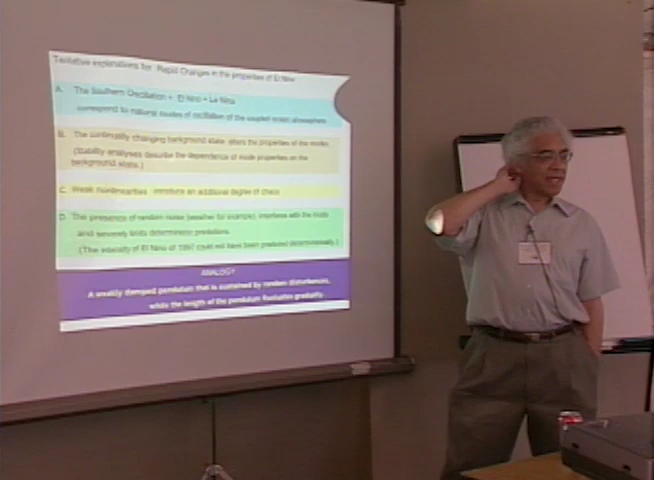 Tentative explanations for Rapid Changes in the properties of El Nino
A. The Southern Oscillation = El Nino + La Nina
correspond to natural modes of oscillation of the coupled ocean atmosphere
B. The continually changing background state alters the properties of the modes
(Stability analyses describe the dependence of mode properties on the
background state.)
C. Weak nonlinearities introduce an additional degree of chaos
D. The presence of random noise (weather for example) interferes with the mode
and severely limits deterministic predictions.
(The intensity of El Nino of 1997 could not have been predicted deterministically.)
ANALOGY
A weakly damped pendulum that is sustained by random disturbances,
while the length of the pendulum fluctuates gradually